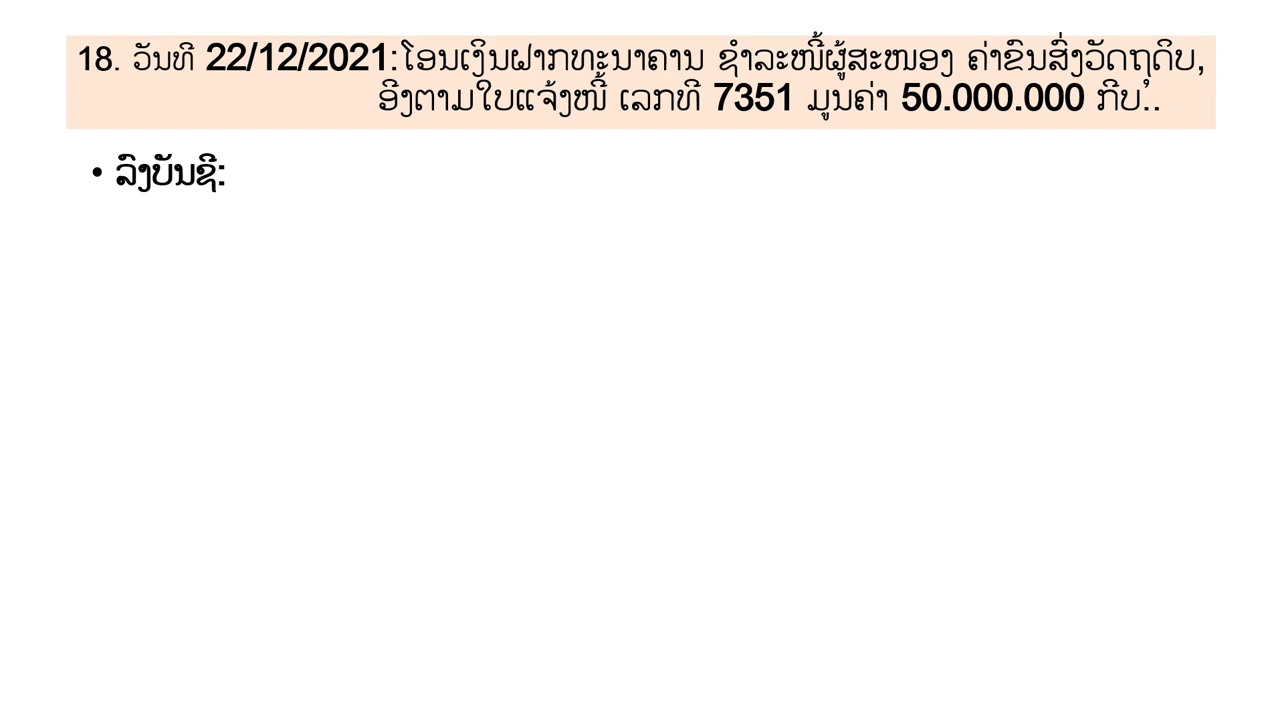 18. ວັນທີ 22/12/2021:ໂອນເງິນຝາກທະນາຄານ ຊຳລະໜີ້ຜູ້ສະໜອງ ຄ່າຂົນສົ່ງວັດຖຸດິບ,
ອີງຕາມໃບແຈ້ງໜີ້ ເລກທີ 7351 ມູນຄ່າ 50.000.000 ກີບ’..
• ລົງບັນຊີ: